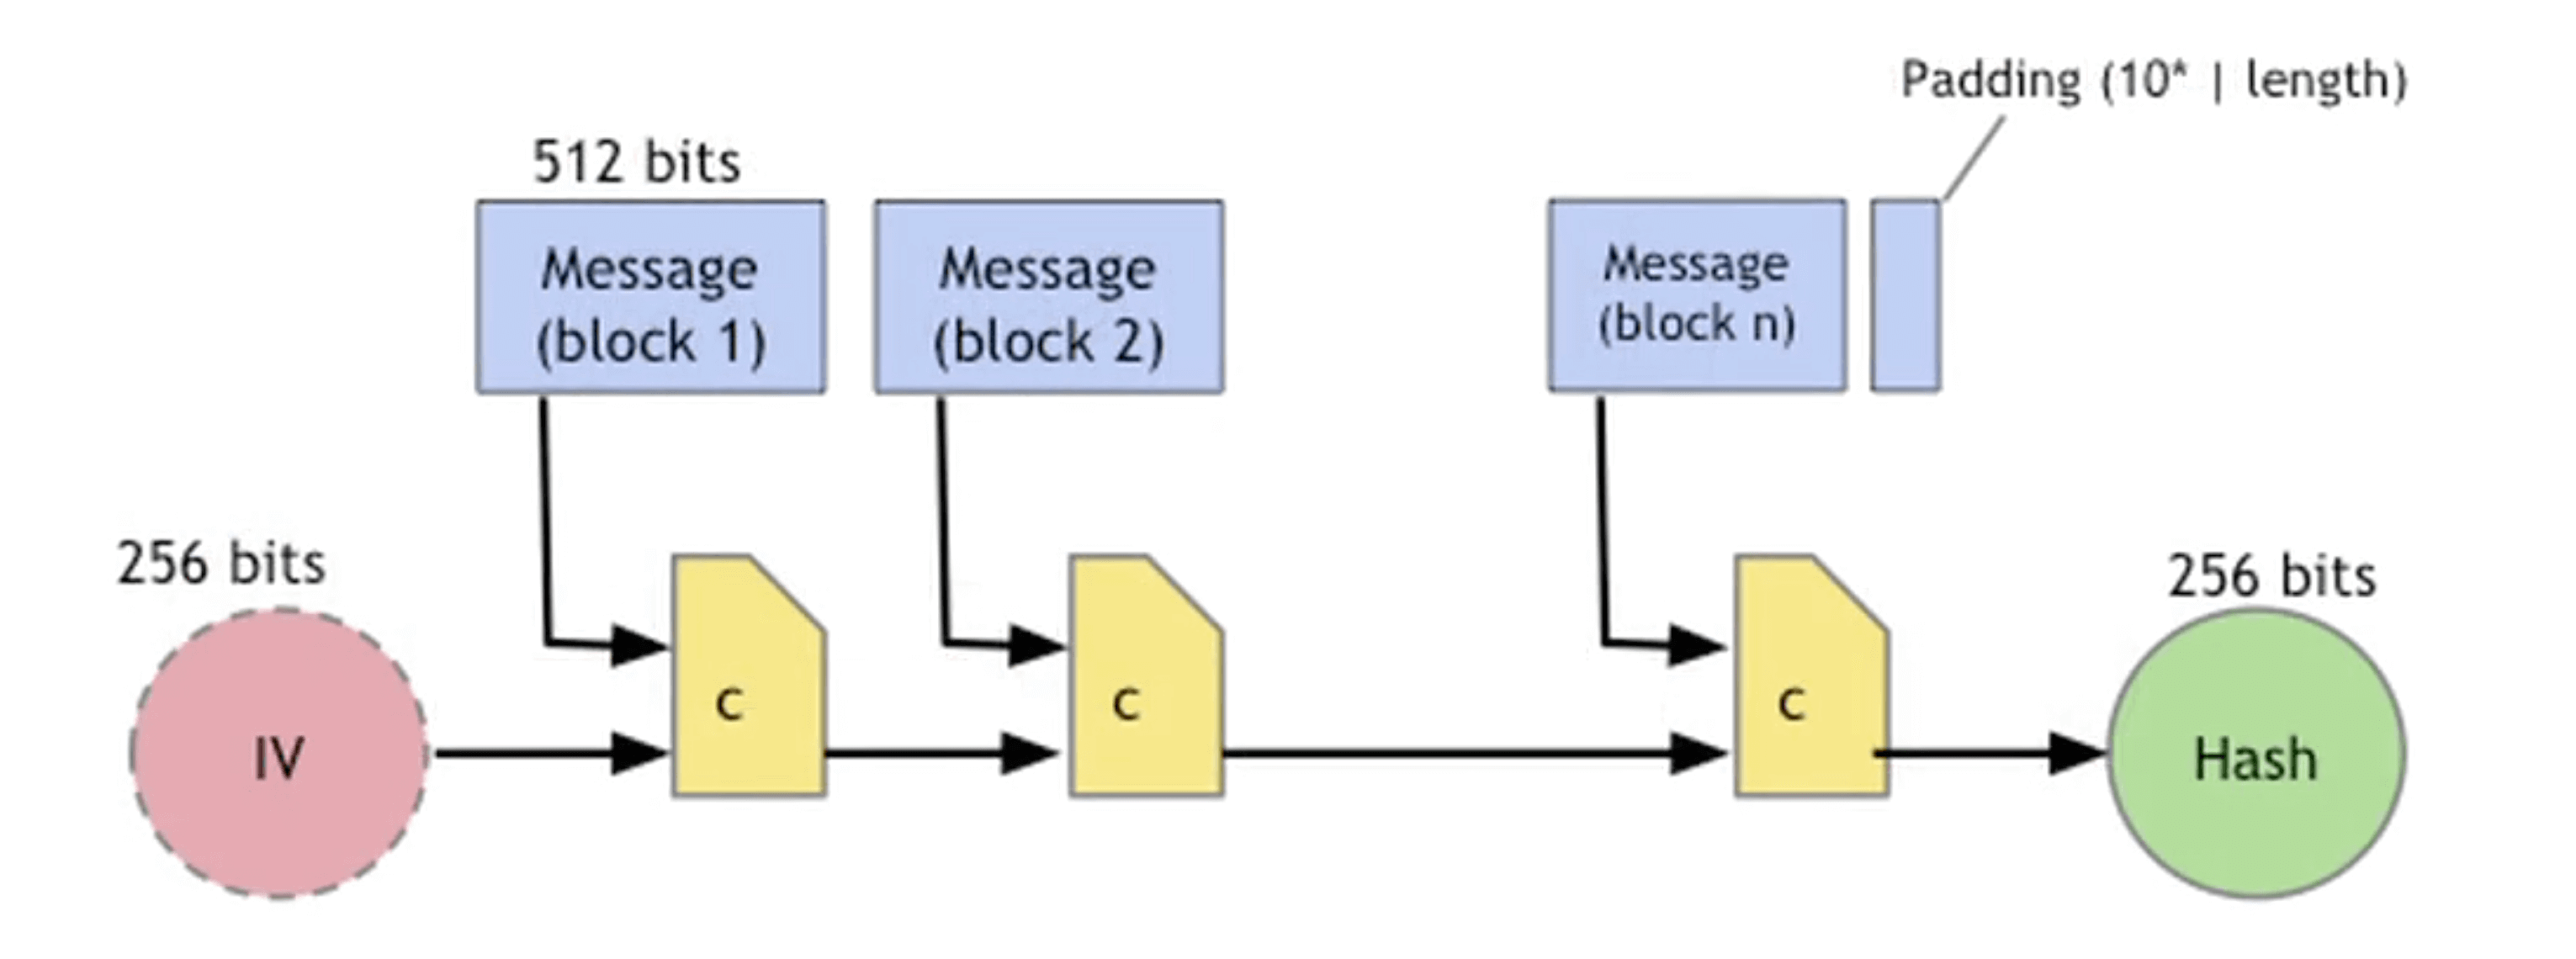 Padding (10* | length)
512 bits
Message
(block 1)
Message
(block 2)
Message
(block n)
256 bits
IV
c
c
c
256 bits
Hash